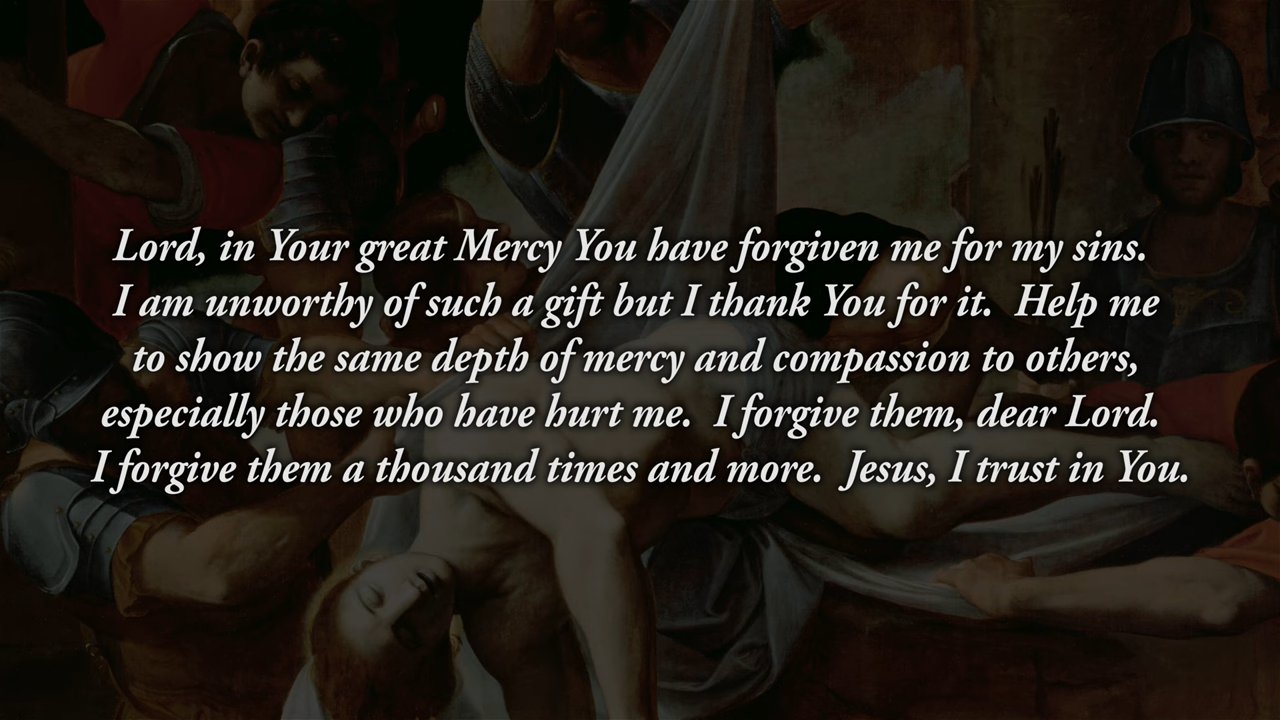 Lord, in Your great Mercy You have forgiven me for my sins.
I am unworthy of such a gift but I thank You for it.  Help me
to show the same depth of mercy and compassion to others,
especially those who have hurt me.  I forgive them, dear Lord.
I forgive them a thousand times and more.  Jesus, I trust in You.